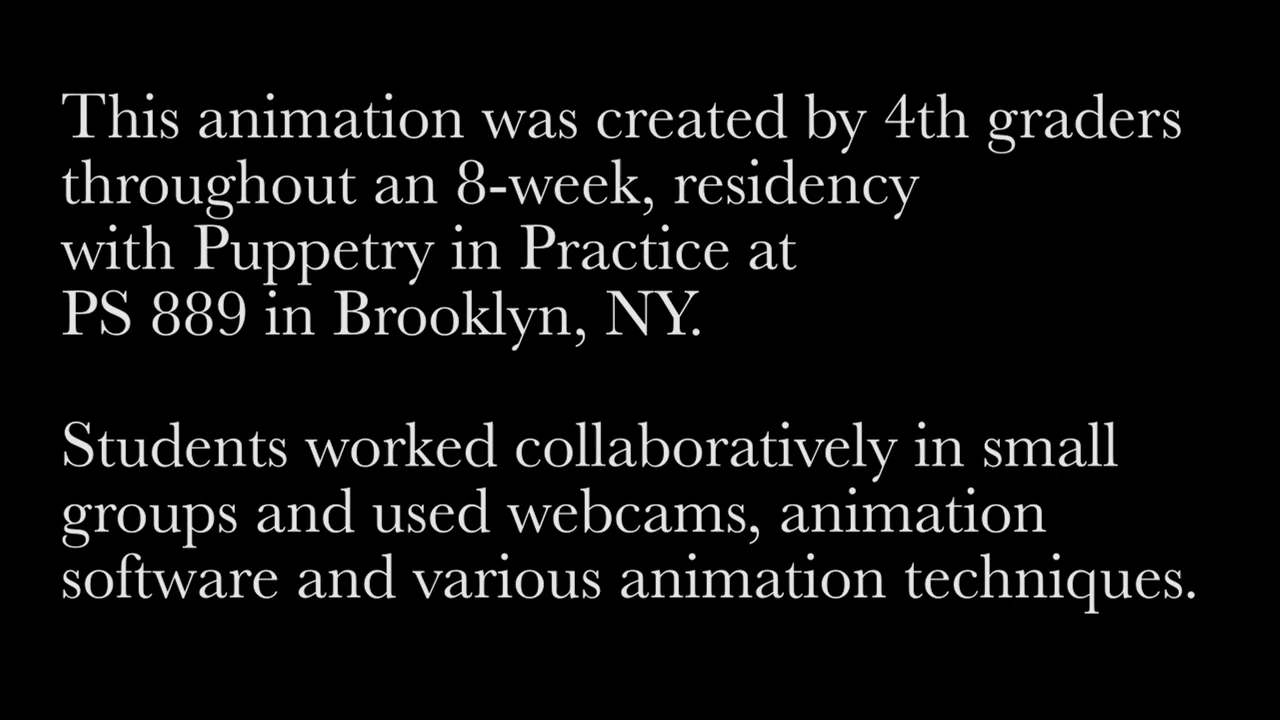 This animation was created by 4th graders
throughout an 8-week, residency
with Puppetry in Practice at
PS 889 in Brooklyn, NY.
Students worked collaboratively in small
groups and used webcams, animation
software and various animation techniques.